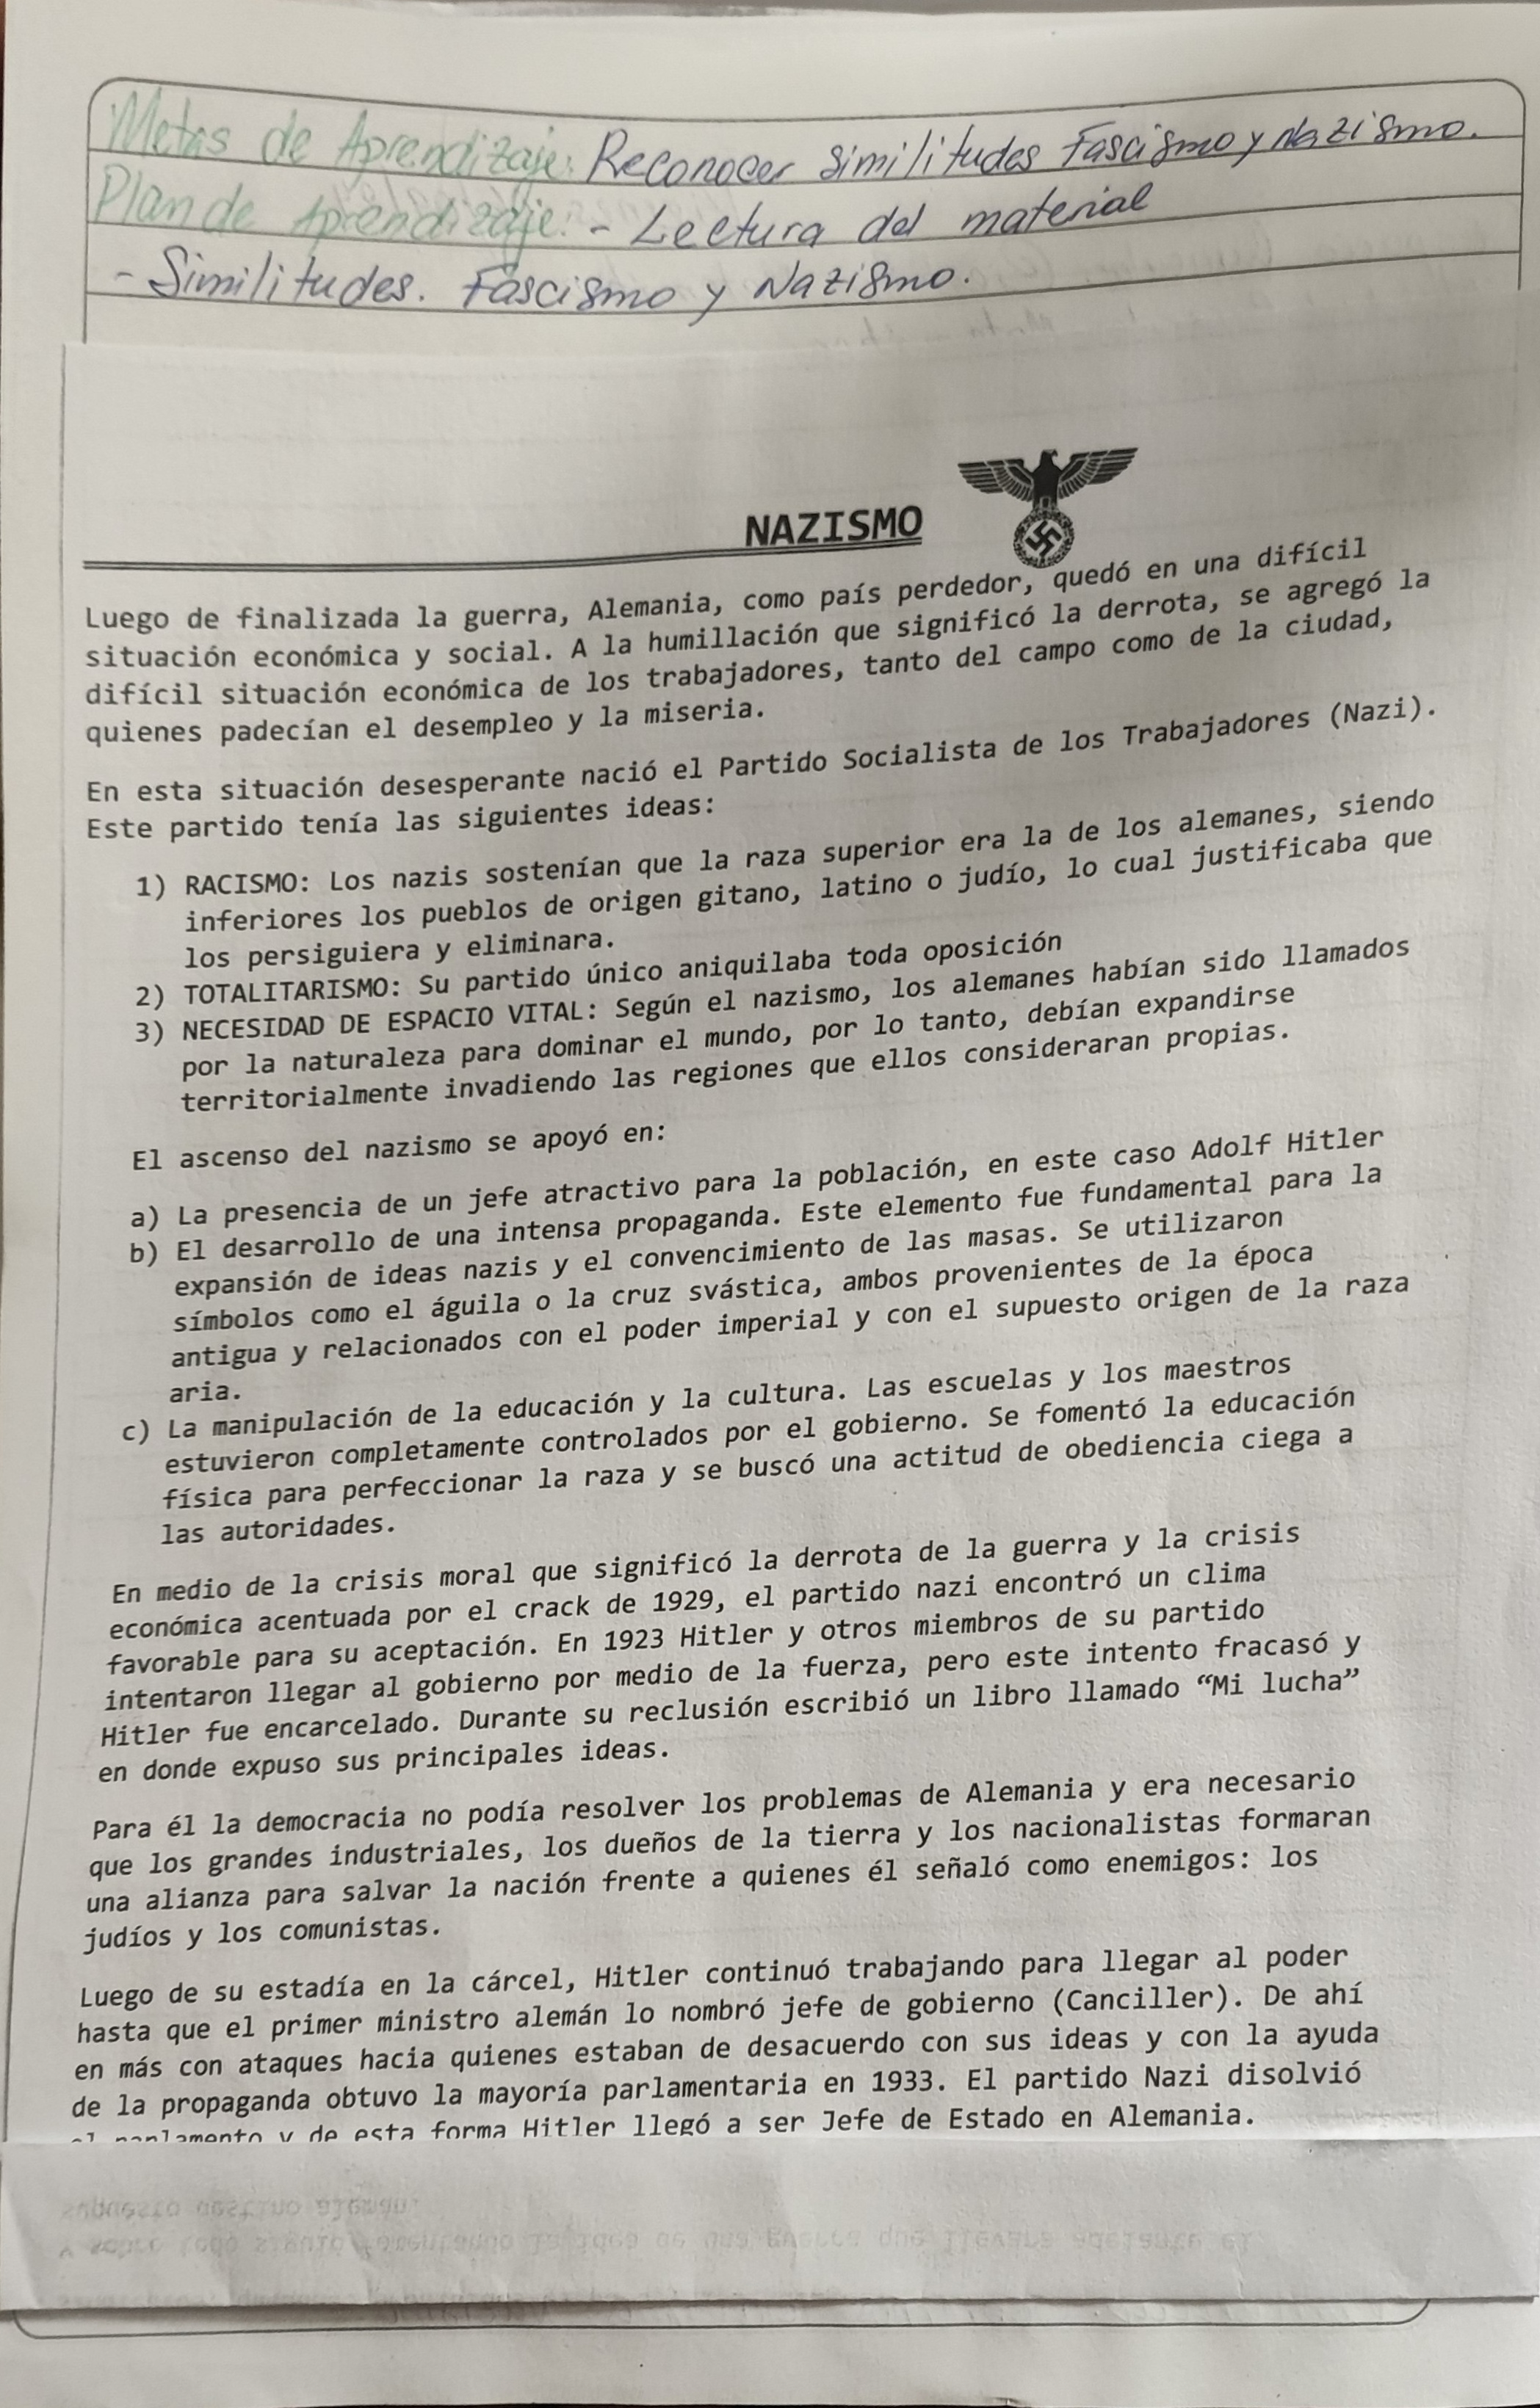 Metas de Aprendizaje: Reconocer Similitudes Fascismo y Nazismo.
Plan de Aprendizaje: - Lectura del material
- Similitudes. Fascismo y Nazismo.
NAZISMO
Luego de finalizada la guerra, Alemania, como país perdedor, quedó en una difícil
situación económica y social. A la humillación que significó la derrota, se agregó la
difícil situación económica de los trabajadores, tanto del campo como de la ciudad,
quienes padecían el desempleo y la miseria.
En esta situación desesperante nació el Partido Socialista de los Trabajadores (Nazi).
Este partido tenía las siguientes ideas:
1) RACISMO: Los nazis sostenían que la raza superior era la de los alemanes, siendo
inferiores los pueblos de origen gitano, latino o judío, lo cual justificaba que
los persiguiera y eliminara.
2) TOTALITARISMO: Su partido único aniquilaba toda oposición
3) NECESIDAD DE ESPACIO VITAL: Según el nazismo, los alemanes habían sido llamados
por la naturaleza para dominar el mundo, por lo tanto, debían expandirse
territorialmente invadiendo las regiones que ellos consideraran propias.
El ascenso del nazismo se apoyó en:
a) La presencia de un jefe atractivo para la población, en este caso Adolf Hitler
b) El desarrollo de una intensa propaganda. Este elemento fue fundamental para la
expansión de ideas nazis y el convencimiento de las masas. Se utilizaron
símbolos como el águila o la cruz svástica, ambos provenientes de la época
antigua y relacionados con el poder imperial y con el supuesto origen de la raza
aria.
c) La manipulación de la educación y la cultura. Las escuelas y los maestros
estuvieron completamente controlados por el gobierno. Se fomentó la educación
física para perfeccionar la raza y se buscó una actitud de obediencia ciega a
las autoridades.
En medio de la crisis moral que significó la derrota de la guerra y la crisis
económica acentuada por el crack de 1929, el partido nazi encontró un clima
favorable para su aceptación. En 1923 Hitler y otros miembros de su partido
intentaron llegar al gobierno por medio de la fuerza, pero este intento fracasó y
Hitler fue encarcelado. Durante su reclusión escribió un libro llamado “Mi lucha”
en donde expuso sus principales ideas.
Para él la democracia no podía resolver los problemas de Alemania y era necesario
que los grandes industriales, los dueños de la tierra y los nacionalistas formaran
una alianza para salvar la nación frente a quienes él señaló como enemigos: los
judíos y los comunistas.
Luego de su estadía en la cárcel, Hitler continuó trabajando para llegar al poder
hasta que el primer ministro alemán lo nombró jefe de gobierno (Canciller). De ahí
en más con ataques hacia quienes estaban de desacuerdo con sus ideas y con la ayuda
de la propaganda obtuvo la mayoría parlamentaria en 1933. El partido Nazi disolvió
el parlamento y de esta forma Hitler llegó a ser Jefe de Estado en Alemania.